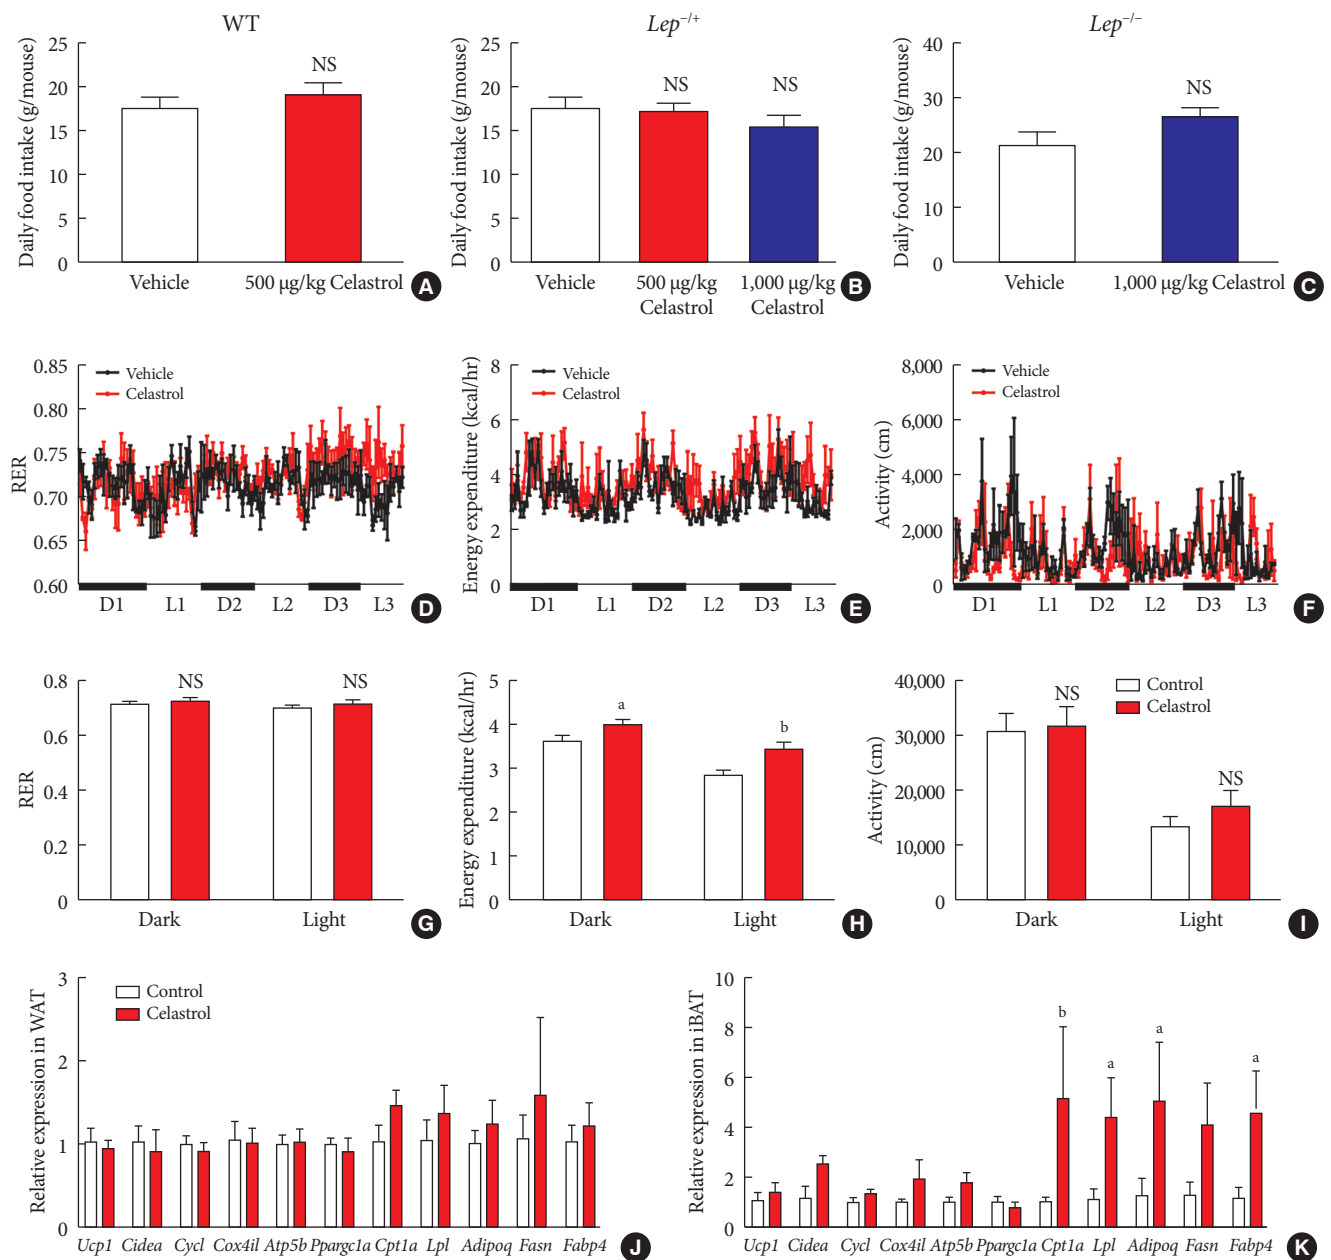 WT
Lep−/+
Lep−/−
Daily food intake (g/mouse)
25
20
15
10
5
0
NS
Vehicle
500 µg/kg Celastrol
A
Daily food intake (g/mouse)
25
20
15
10
5
0
NS
NS
Vehicle
500 µg/kg
Celastrol
1,000 µg/kg
Celastrol
B
Daily food intake (g/mouse)
40
30
20
10
0
NS
Vehicle
1,000 µg/kg Celastrol
C
RER
0.85
0.80
0.75
0.70
0.65
0.60
Vehicle
Celastrol
D1 L1 D2 L2 D3 L3
D
Energy expenditure (kcal/hr)
8
6
4
2
0
Vehicle
Celastrol
D1 L1 D2 L2 D3 L3
E
Activity (cm)
8,000
6,000
4,000
2,000
0
Vehicle
Celastrol
D1 L1 D2 L2 D3 L3
F
RER
0.8
0.6
0.4
0.2
0
NS
NS
Dark
Light
G
Energy expenditure (kcal/hr)
5
4
3
2
1
0
a
b
Dark
Light
H
Activity (cm)
40,000
30,000
20,000
10,000
0
NS
NS
Control
Celastrol
Dark
Light
I
Relative expression in WAT
3
2
1
0
Control
Celastrol
Ucp1 Cidea Cycl Cox4il Atp5b Ppargc1a Cpt1a Lpl Adipoq Fasn Fabp4
J
Relative expression in iBAT
10
8
6
4
2
0
b
a
a
a
Ucp1 Cidea Cycl Cox4il Atp5b Ppargc1a Cpt1a Lpl Adipoq Fasn Fabp4
K